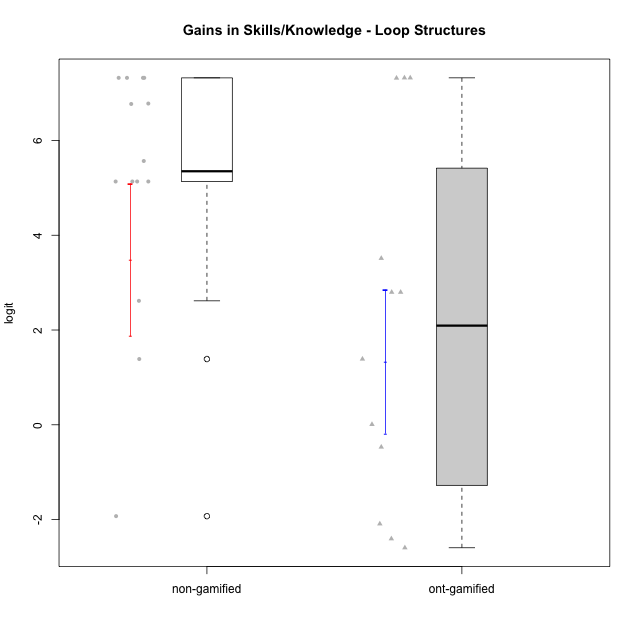 Gains in Skills/Knowledge - Loop Structures
logit
6
4
2
0
-2
non-gamified
ont-gamified